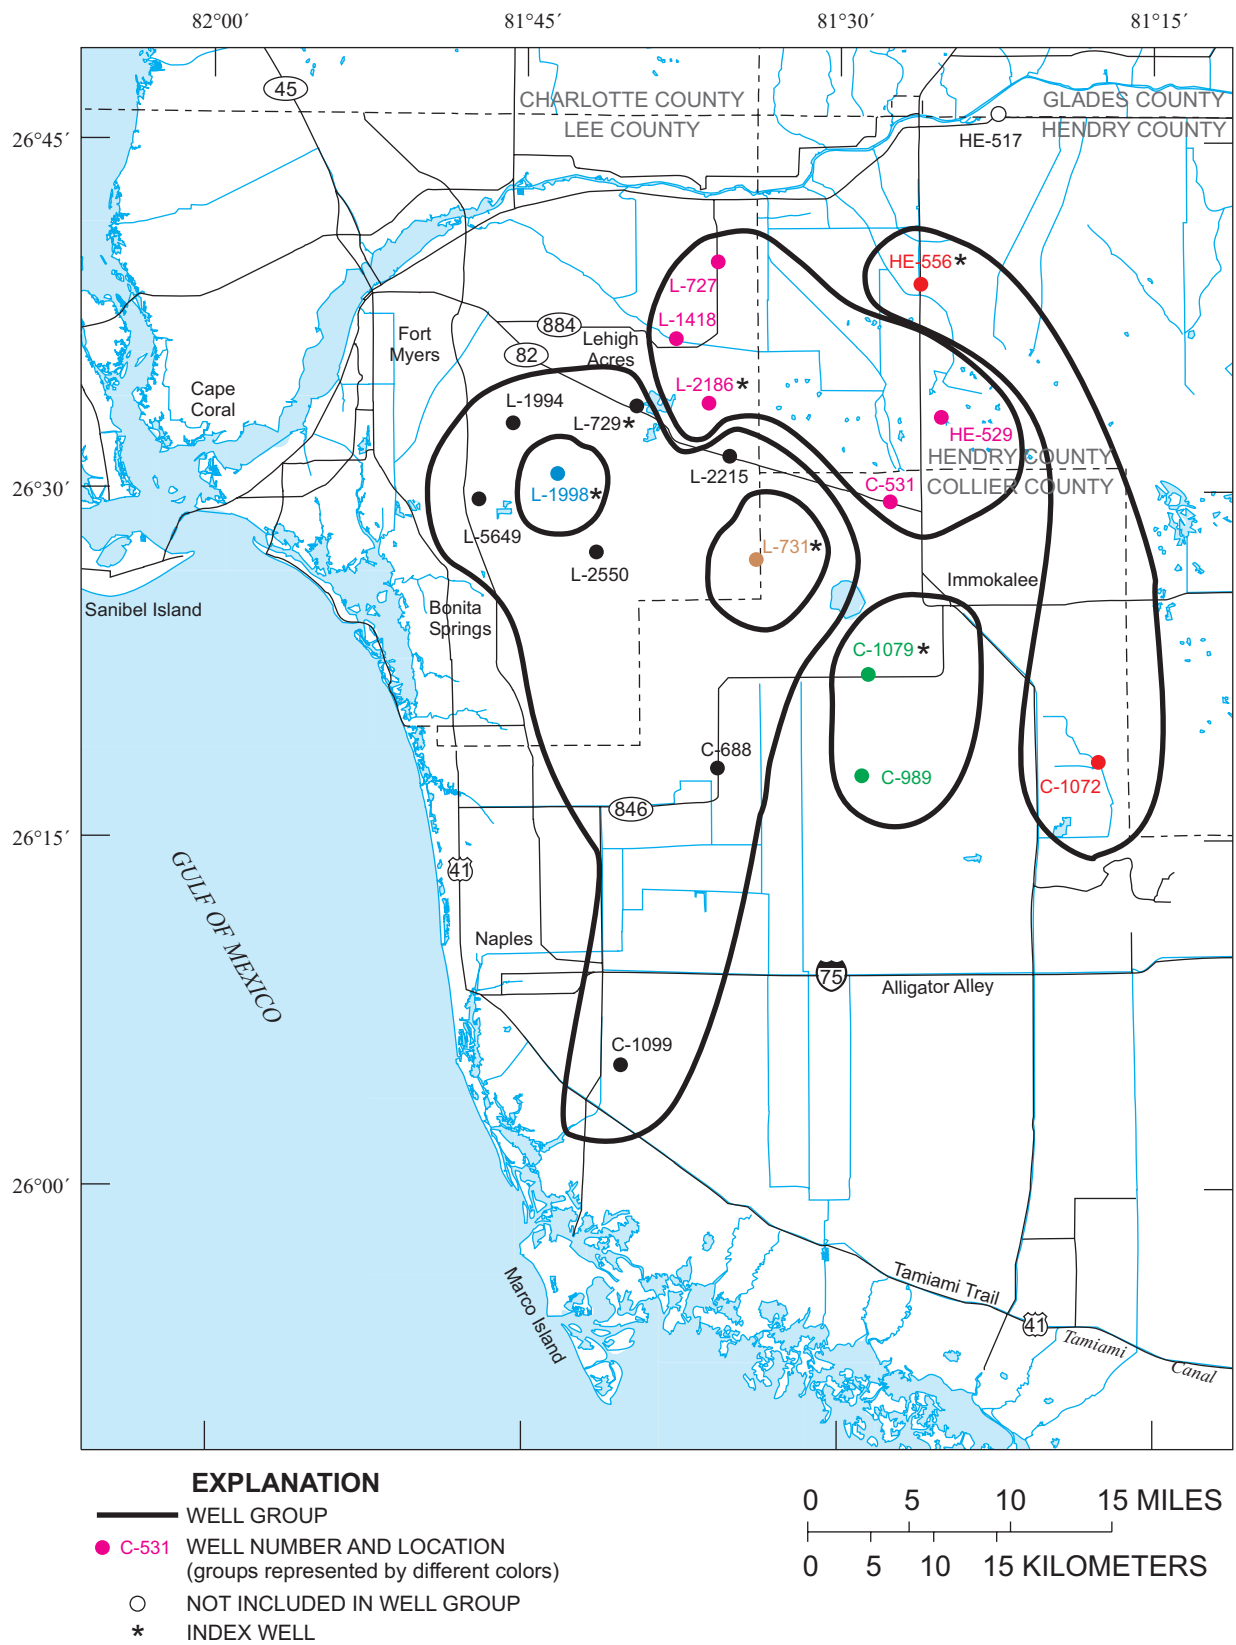 82°00´ 81°45´ 81°30´ 81°15´
45
CHARLOTTE COUNTY
GLADES COUNTY
26°45´
LEE COUNTY
HENDRY COUNTY
HE-517
HE-556*
L-727
L-1418
884
Fort
Myers
Lehigh
Acres
82
Cape
Coral
L-2186*
L-1994
L-729*
HE-529
HENDRY COUNTY
L-2215
26°30´
L-1998*
C-531
COLLIER COUNTY
L-5649
L-731*
L-2550
Immokalee
Sanibel Island
Bonita
Springs
C-1079*
C-688
C-989
C-1072
846
26°15´
41
GULF OF MEXICO
Naples
75
Alligator Alley
C-1099
26°00´
Marco Island
Tamiami Trail
41
Tamiami
Canal
EXPLANATION
WELL GROUP
C-531 WELL NUMBER AND LOCATION
(groups represented by different colors)
NOT INCLUDED IN WELL GROUP
* INDEX WELL
0 5 10 15 MILES
0 5 10 15 KILOMETERS